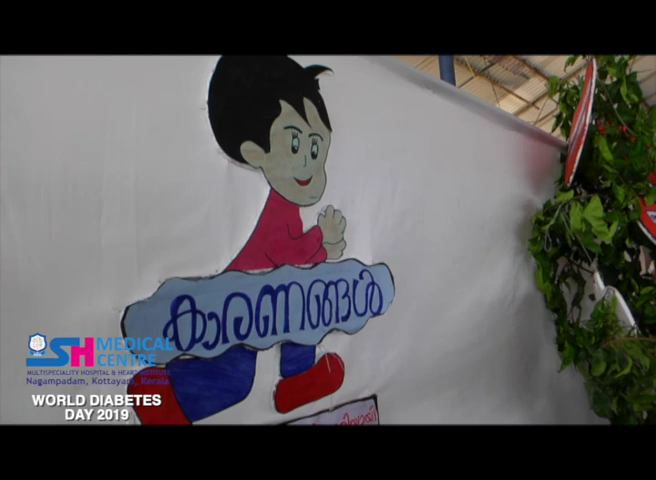 കാരണങ്ങൾ
SH MEDICAL
CENTRE
MULTISPECIALITY HOSPITAL & HEART INSTITUTE
Nagampadam, Kottayam, Kerala
WORLD DIABETES
DAY 2019